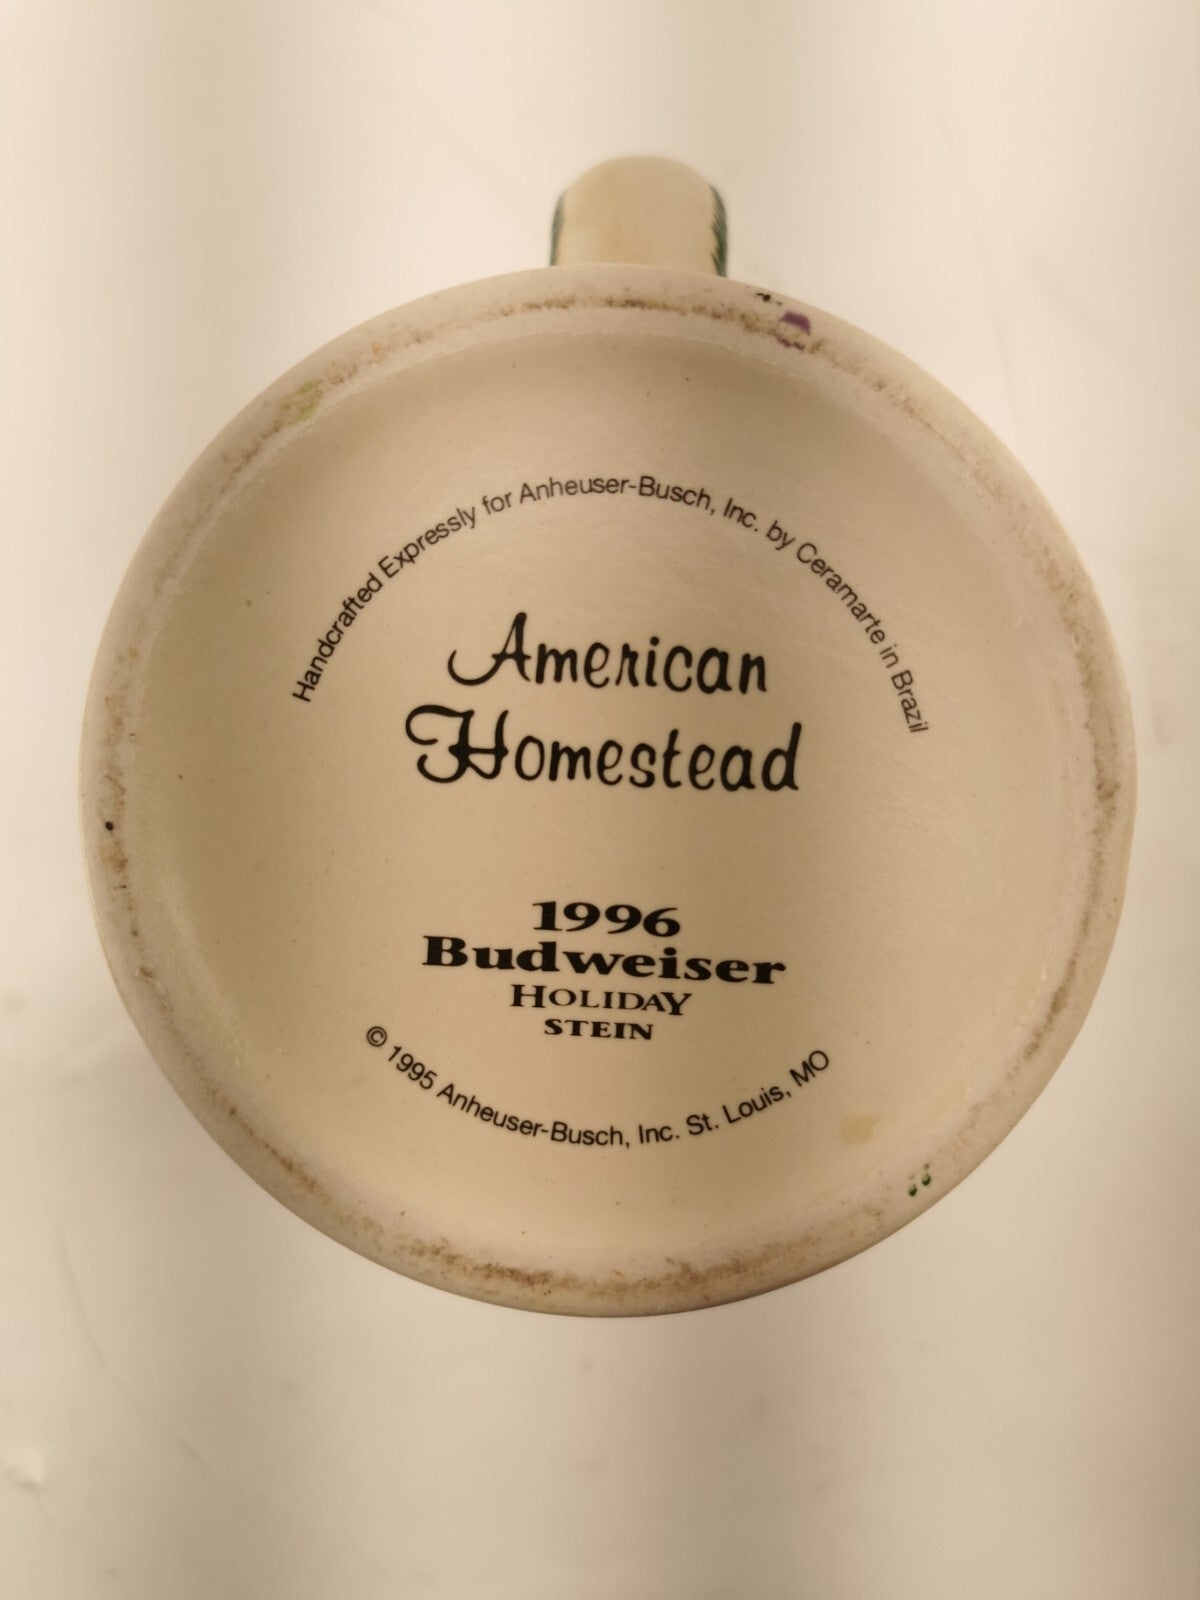 Handcrafted Expressly for Anheuser-Busch, Inc. by Ceramarte in Brazil
American
Homestead
1996
Budweiser
HOLIDAY
STEIN
© 1995 Anheuser-Busch, Inc. St. Louis, MO